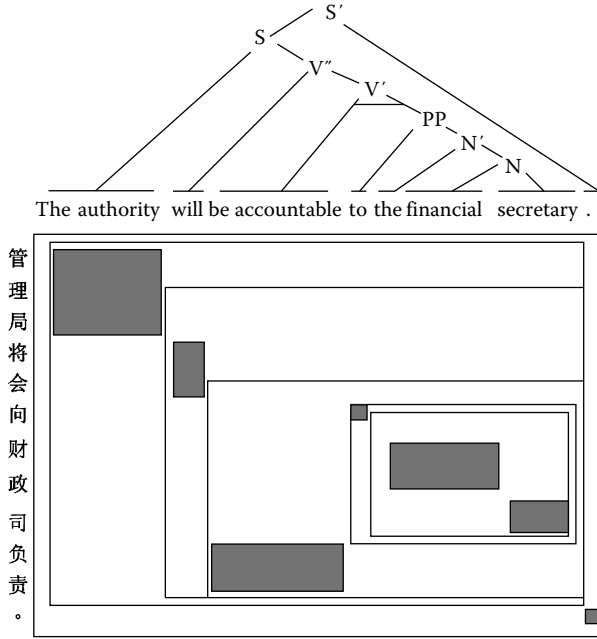 S′
S
V″
V′
PP
N′
N
The authority will be accountable to the financial secretary .
管理局将会向财政司负责。